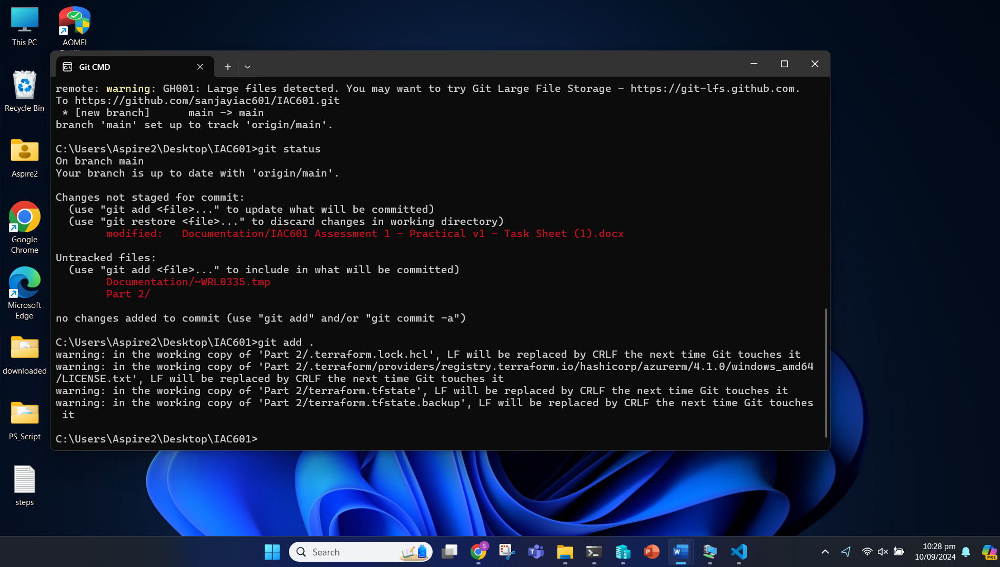 This PC
AOMEI
Recycle Bin
Aspire2
Google
Chrome
Microsoft
Edge
downloaded
PS_Script
steps
Git CMD
remote: warning: GH001: Large files detected. You may want to try Git Large File Storage - https://git-lfs.github.com.
To https://github.com/sanjayiac601/IAC601.git
 * [new branch]      main -> main
branch 'main' set up to track 'origin/main'.
C:\Users\Aspire2\Desktop\IAC601>git status
On branch main
Your branch is up to date with 'origin/main'.
Changes not staged for commit:
  (use "git add <file>..." to update what will be committed)
  (use "git restore <file>..." to discard changes in working directory)
        modified:   Documentation/IAC601 Assessment 1 - Practical v1 - Task Sheet (1).docx
Untracked files:
  (use "git add <file>..." to include in what will be committed)
        Documentation/~WRL0335.tmp
        Part 2/
no changes added to commit (use "git add" and/or "git commit -a")
C:\Users\Aspire2\Desktop\IAC601>git add .
warning: in the working copy of 'Part 2/.terraform.lock.hcl', LF will be replaced by CRLF the next time Git touches it
warning: in the working copy of 'Part 2/.terraform/providers/registry.terraform.io/hashicorp/azurerm/4.1.0/windows_amd64
/LICENSE.txt', LF will be replaced by CRLF the next time Git touches it
warning: in the working copy of 'Part 2/terraform.tfstate', LF will be replaced by CRLF the next time Git touches it
warning: in the working copy of 'Part 2/terraform.tfstate.backup', LF will be replaced by CRLF the next time Git touches
 it
C:\Users\Aspire2\Desktop\IAC601>
Search
S
10:28 pm
10/09/2024
PRE